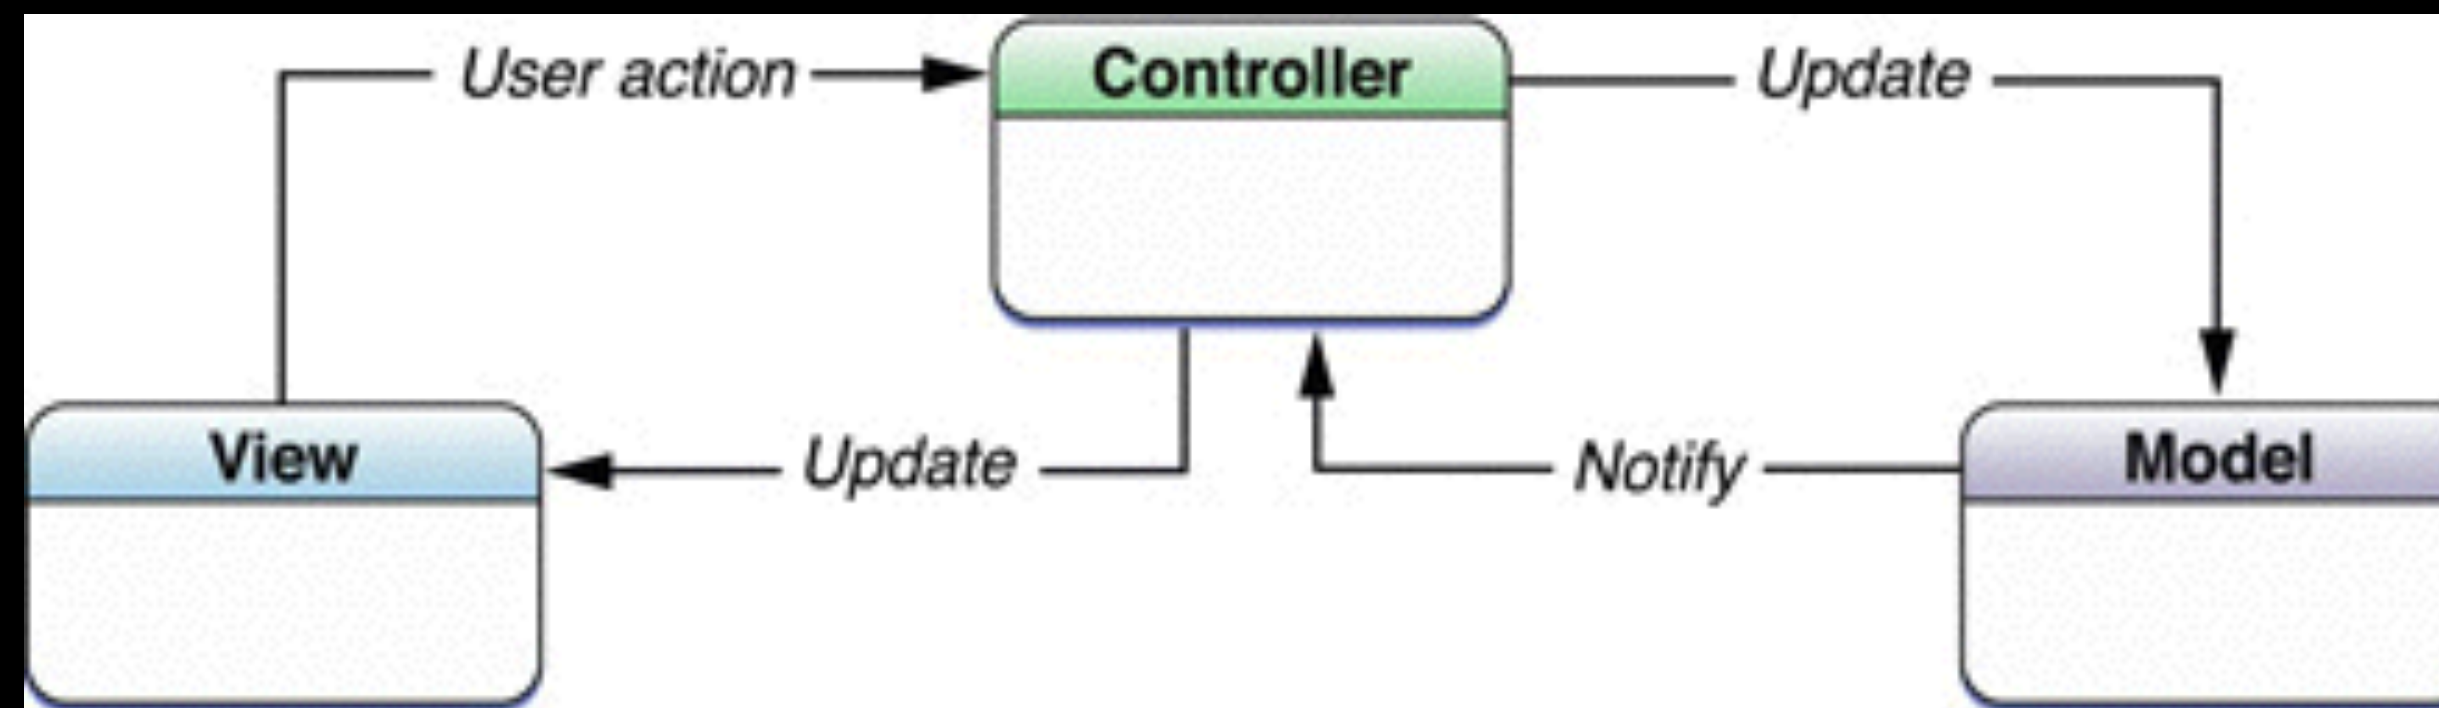 User action
Controller
Update
View
Update
Notify
Model